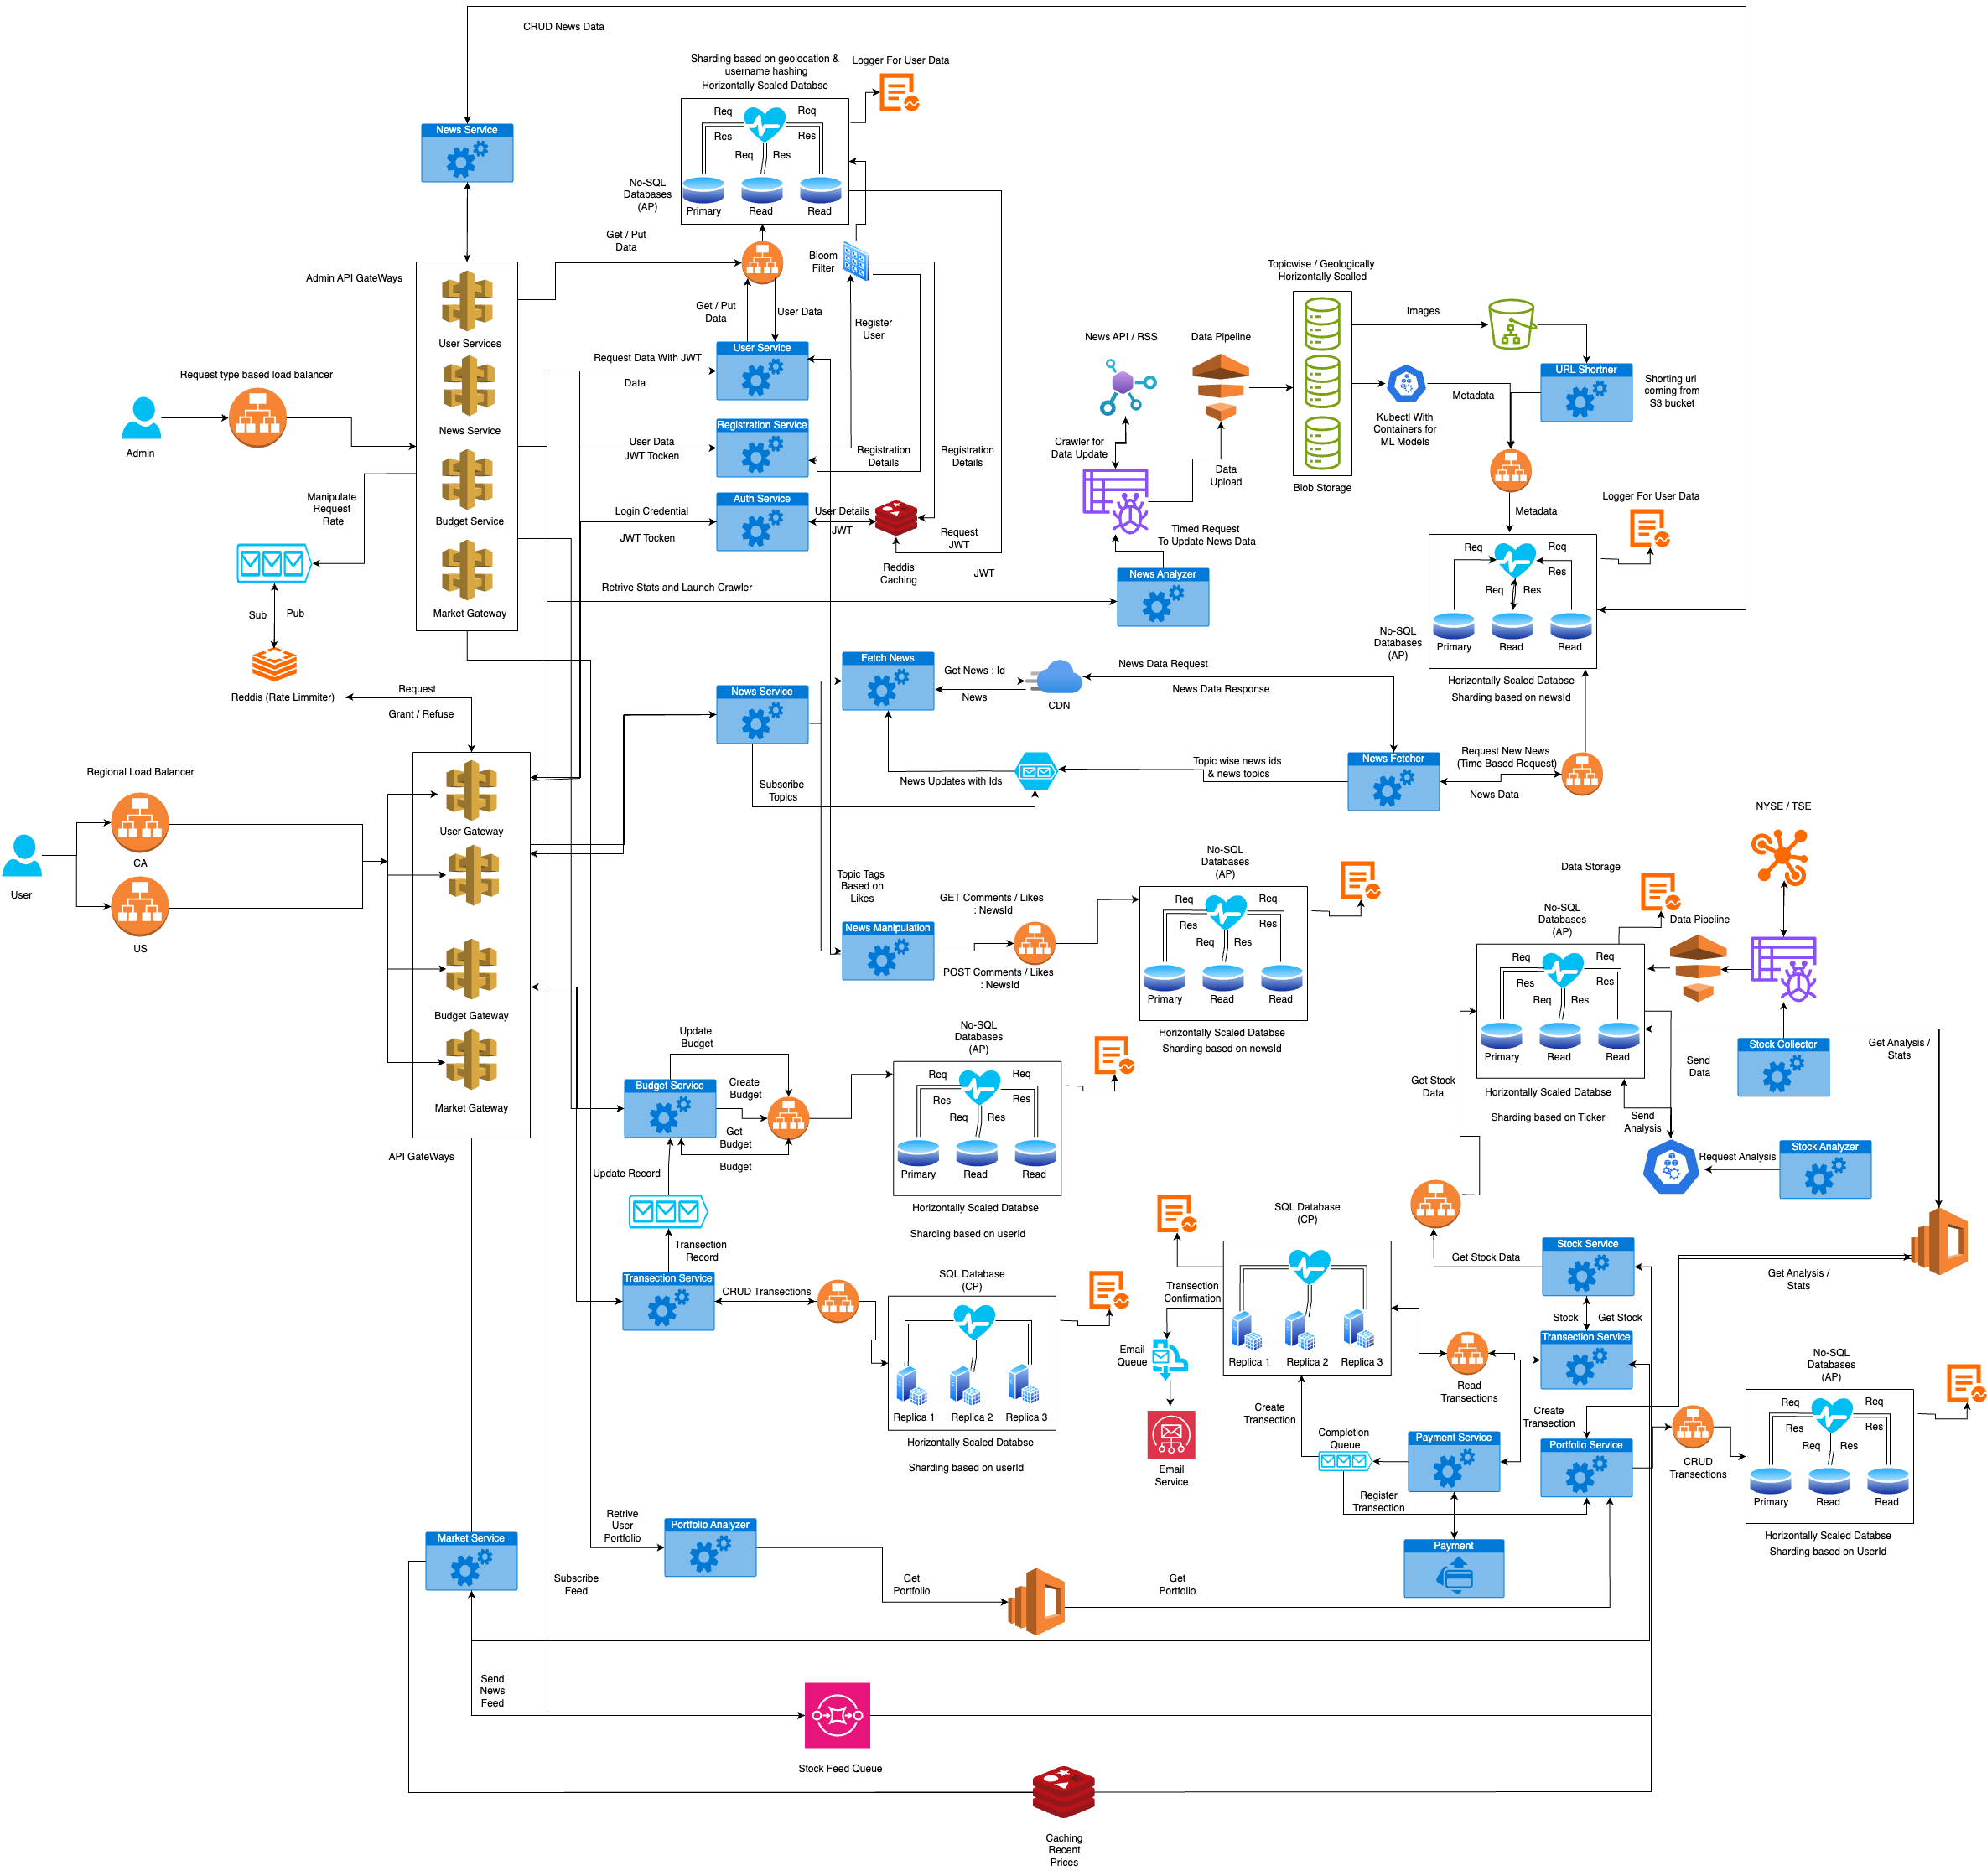 CRUD News Data
Sharding based on geolocation &
username hashing
Horizontally Scaled Databse
Logger For User Data
News Service
Req
Req
Res
Res
Req
Res
No-SQL
Databases
(AP)
Primary
Read
Read
Get / Put
Data
Bloom
Filter
Admin API GateWays
User Services
News Service
Budget Service
Market Gateway
Get / Put
Data
User Data
Register
User
User Service
Request Data With JWT
Data
Registration Service
User Data
JWT Tocken
Registration
Details
Registration
Details
Auth Service
Login Credential
JWT Tocken
User Details
JWT
Request
JWT
Reddis
Caching
JWT
Request type based load balancer
Admin
Manipulate
Request
Rate
Sub
Pub
Reddis (Rate Limmiter)
Request
Grant / Refuse
Retrive Stats and Launch Crawler
Topicwise / Geologically
Horizontally Scalled
News API / RSS
Data Pipeline
Images
Metadata
Kubectl With
Containers for
ML Models
URL Shortner
Shorting url
coming from
S3 bucket
Crawler for
Data Update
Data
Upload
Blob Storage
Timed Request
To Update News Data
News Analyzer
Metadata
Logger For User Data
Req
Req
Res
Req
Res
No-SQL
Databases
(AP)
Primary
Read
Read
Horizontally Scaled Databse
Sharding based on newsId
Fetch News
News Service
Get News : Id
News
CDN
News Data Request
News Data Response
Subscribe
Topics
News Updates with Ids
Topic wise news ids
& news topics
News Fetcher
Request New News
(Time Based Request)
News Data
Regional Load Balancer
User
CA
US
User Gateway
Budget Gateway
Market Gateway
API GateWays
Topic Tags
Based on
Likes
News Manipulation
GET Comments / Likes
: NewsId
POST Comments / Likes
: NewsId
No-SQL
Databases
(AP)
Req
Req
Res
Res
Req
Res
Primary
Read
Read
Horizontally Scaled Databse
Sharding based on newsId
NYSE / TSE
Data Storage
No-SQL
Databases
(AP)
Data Pipeline
Req
Req
Res
Res
Req
Res
Primary
Read
Read
Horizontally Scaled Databse
Sharding based on Ticker
Get Stock
Data
Send
Data
Send
Analysis
Stock Collector
Get Analysis /
Stats
Request Analysis
Stock Analyzer
Update
Budget
Budget Service
Create
Budget
Get
Budget
Budget
No-SQL
Databases
(AP)
Req
Req
Res
Res
Req
Res
Primary
Read
Read
Horizontally Scaled Databse
Sharding based on userId
Update Record
Transection
Record
Transection Service
CRUD Transections
SQL Database
(CP)
Replica 1
Replica 2
Replica 3
Horizontally Scaled Databse
Sharding based on userId
SQL Database
(CP)
Transection
Confirmation
Replica 1
Replica 2
Replica 3
Email
Queue
Email
Service
Get Stock Data
Stock Service
Stock
Get Stock
Transection Service
Read
Transections
Create
Transection
Create
Transection
Completion
Queue
Payment Service
Portfolio Service
Register
Transection
Payment
Get Analysis /
Stats
CRUD
Transections
No-SQL
Databases
(AP)
Req
Req
Res
Res
Req
Res
Primary
Read
Read
Horizontally Scaled Databse
Sharding based on UserId
Market Service
Retrive
User
Portfolio
Portfolio Analyzer
Subscribe
Feed
Get
Portfolio
Get
Portfolio
Send
News
Feed
Stock Feed Queue
Caching
Recent
Prices